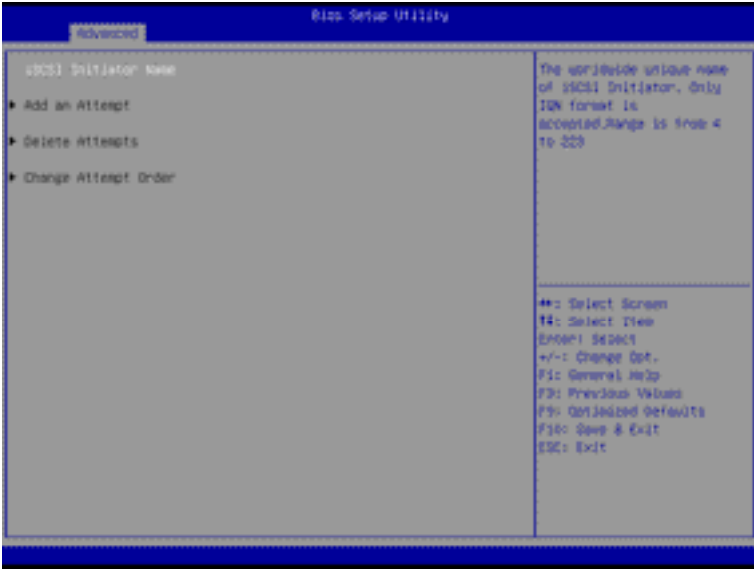 Bios Setup Utility
Advanced
iSCSI Initiator Name
Add an Attempt
Delete Attempts
Change Attempt Order
The worldwide unique name
of iSCSI Initiator. Only
IQN format is
accepted.Range is from 4
to 223
: Select Screen
: Select Item
Enter: Select
+/-: Change Opt.
F1: General Help
F3: Previous Values
F9: Optimized Defaults
F10: Save & Exit
ESC: Exit